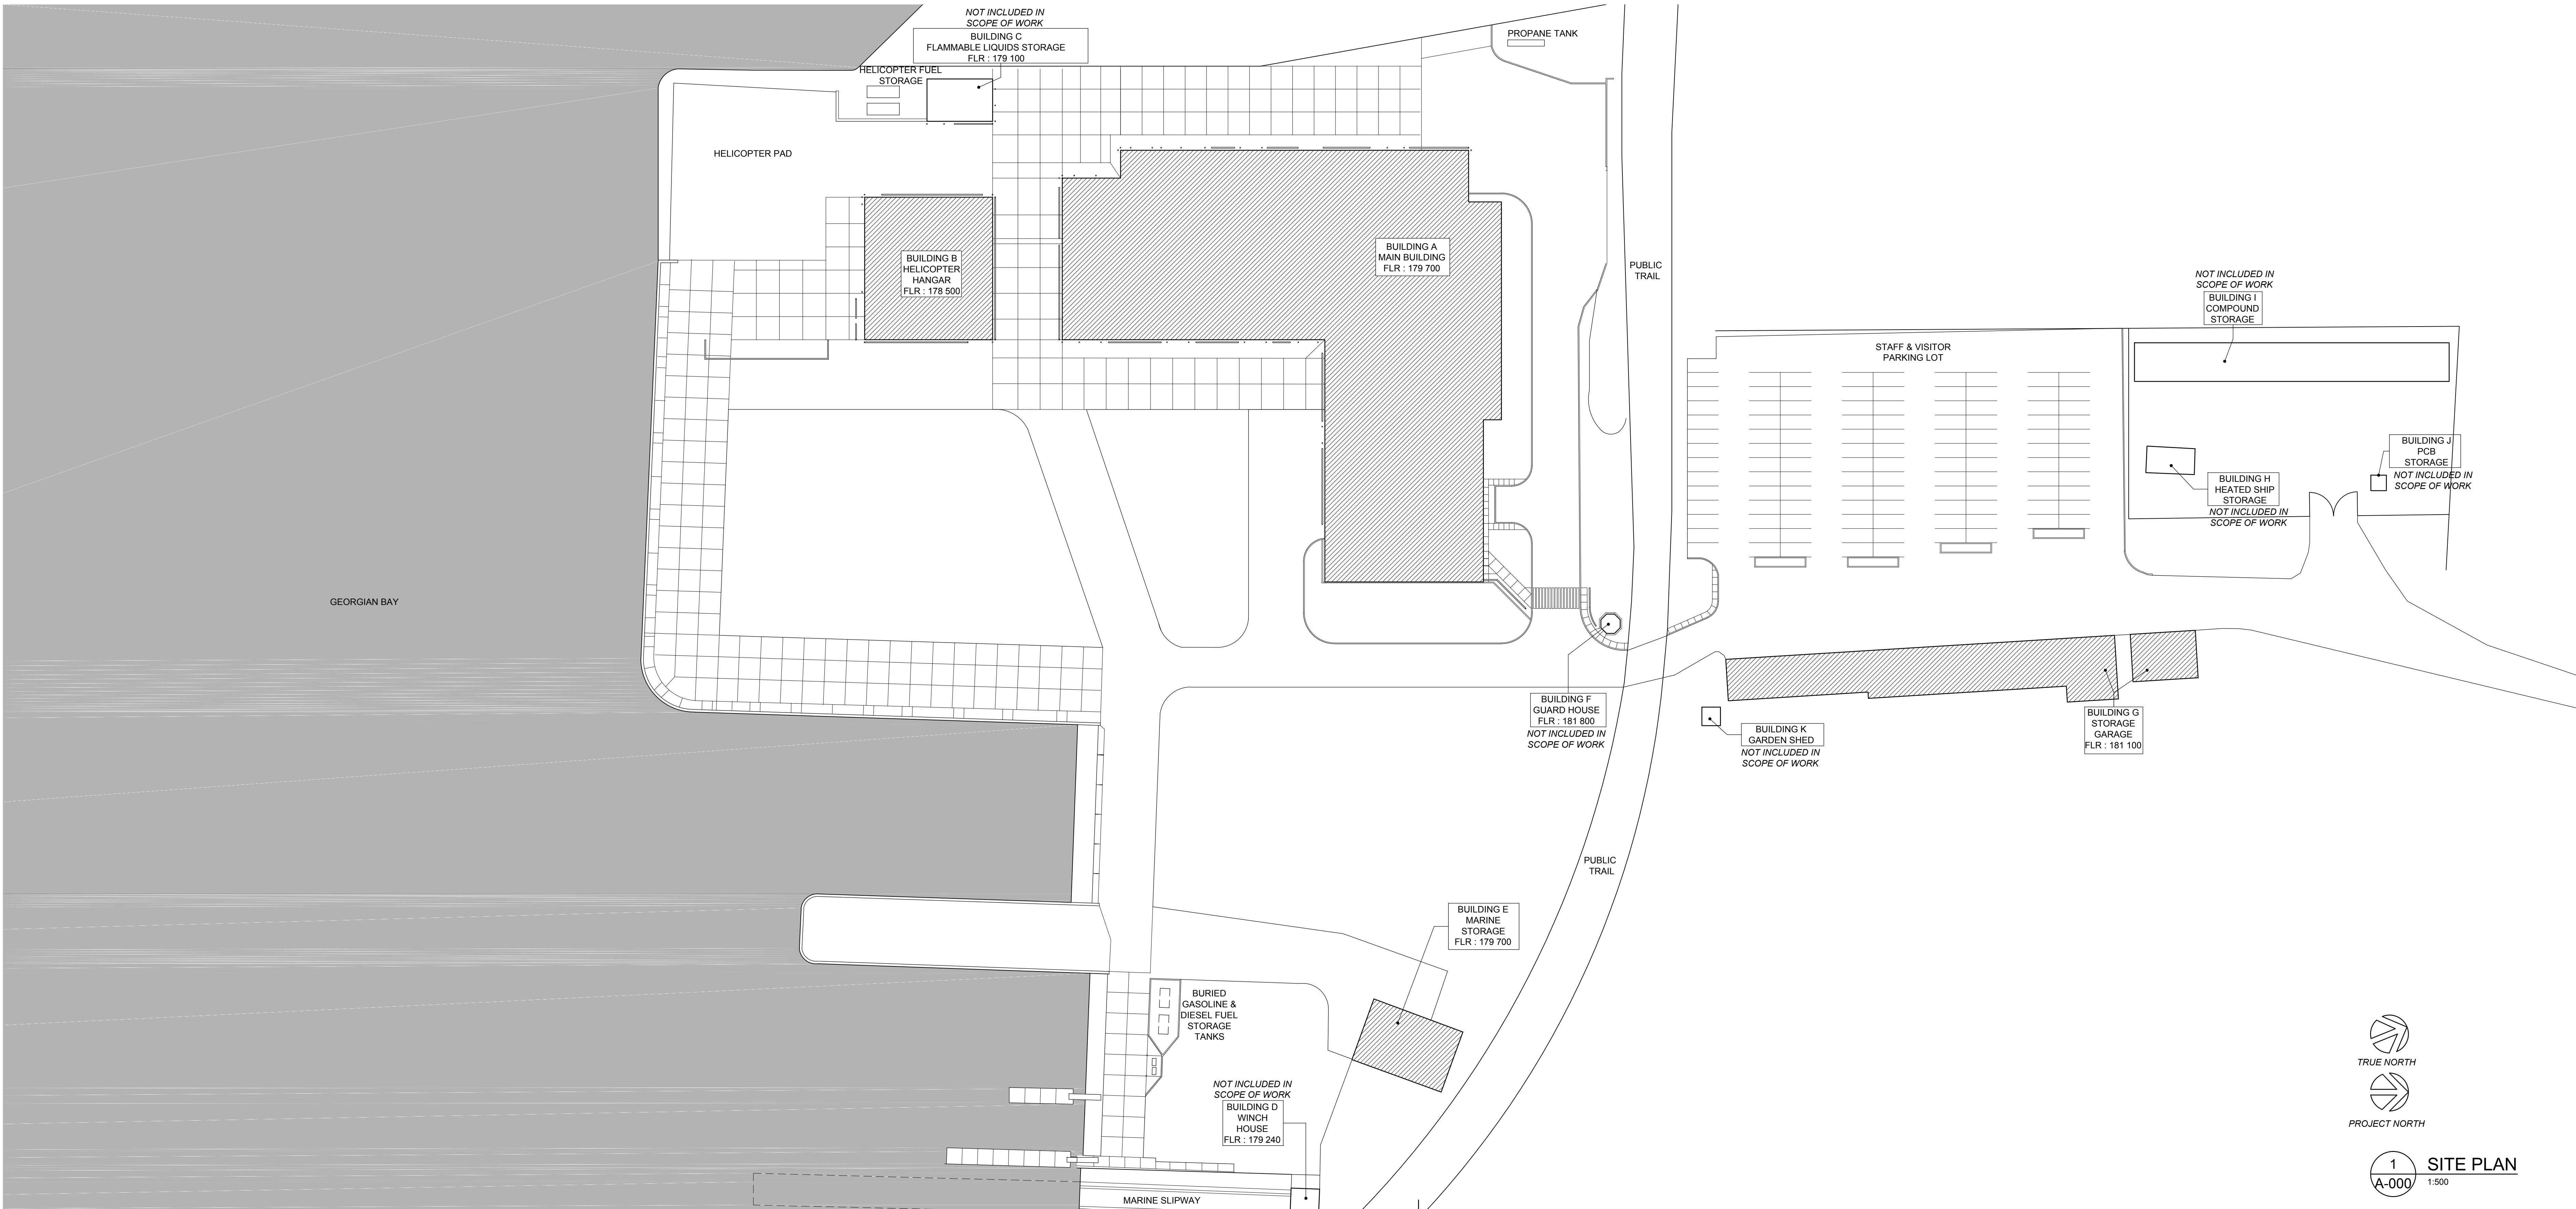 NOT INCLUDED IN
SCOPE OF WORK
BUILDING C
FLAMMABLE LIQUIDS STORAGE
FLR : 179 100
PROPANE TANK
HELICOPTER FUEL
STORAGE
HELICOPTER PAD
BUILDING B
HELICOPTER
HANGAR
FLR : 178 500
BUILDING A
MAIN BUILDING
FLR : 179 700
PUBLIC
TRAIL
NOT INCLUDED IN
SCOPE OF WORK
BUILDING I
COMPOUND
STORAGE
STAFF & VISITOR
PARKING LOT
BUILDING J
PCB
STORAGE
NOT INCLUDED IN
SCOPE OF WORK
BUILDING H
HEATED SHIP
STORAGE
NOT INCLUDED IN
SCOPE OF WORK
GEORGIAN BAY
BUILDING F
GUARD HOUSE
FLR : 181 800
NOT INCLUDED IN
SCOPE OF WORK
BUILDING K
GARDEN SHED
NOT INCLUDED IN
SCOPE OF WORK
BUILDING G
STORAGE
GARAGE
FLR : 181 100
PUBLIC
TRAIL
BUILDING E
MARINE
STORAGE
FLR : 179 700
BURIED
GASOLINE &
DIESEL FUEL
STORAGE
TANKS
NOT INCLUDED IN
SCOPE OF WORK
BUILDING D
WINCH
HOUSE
FLR : 179 240
MARINE SLIPWAY
TRUE NORTH
PROJECT NORTH
1
A-000
SITE PLAN
1:500